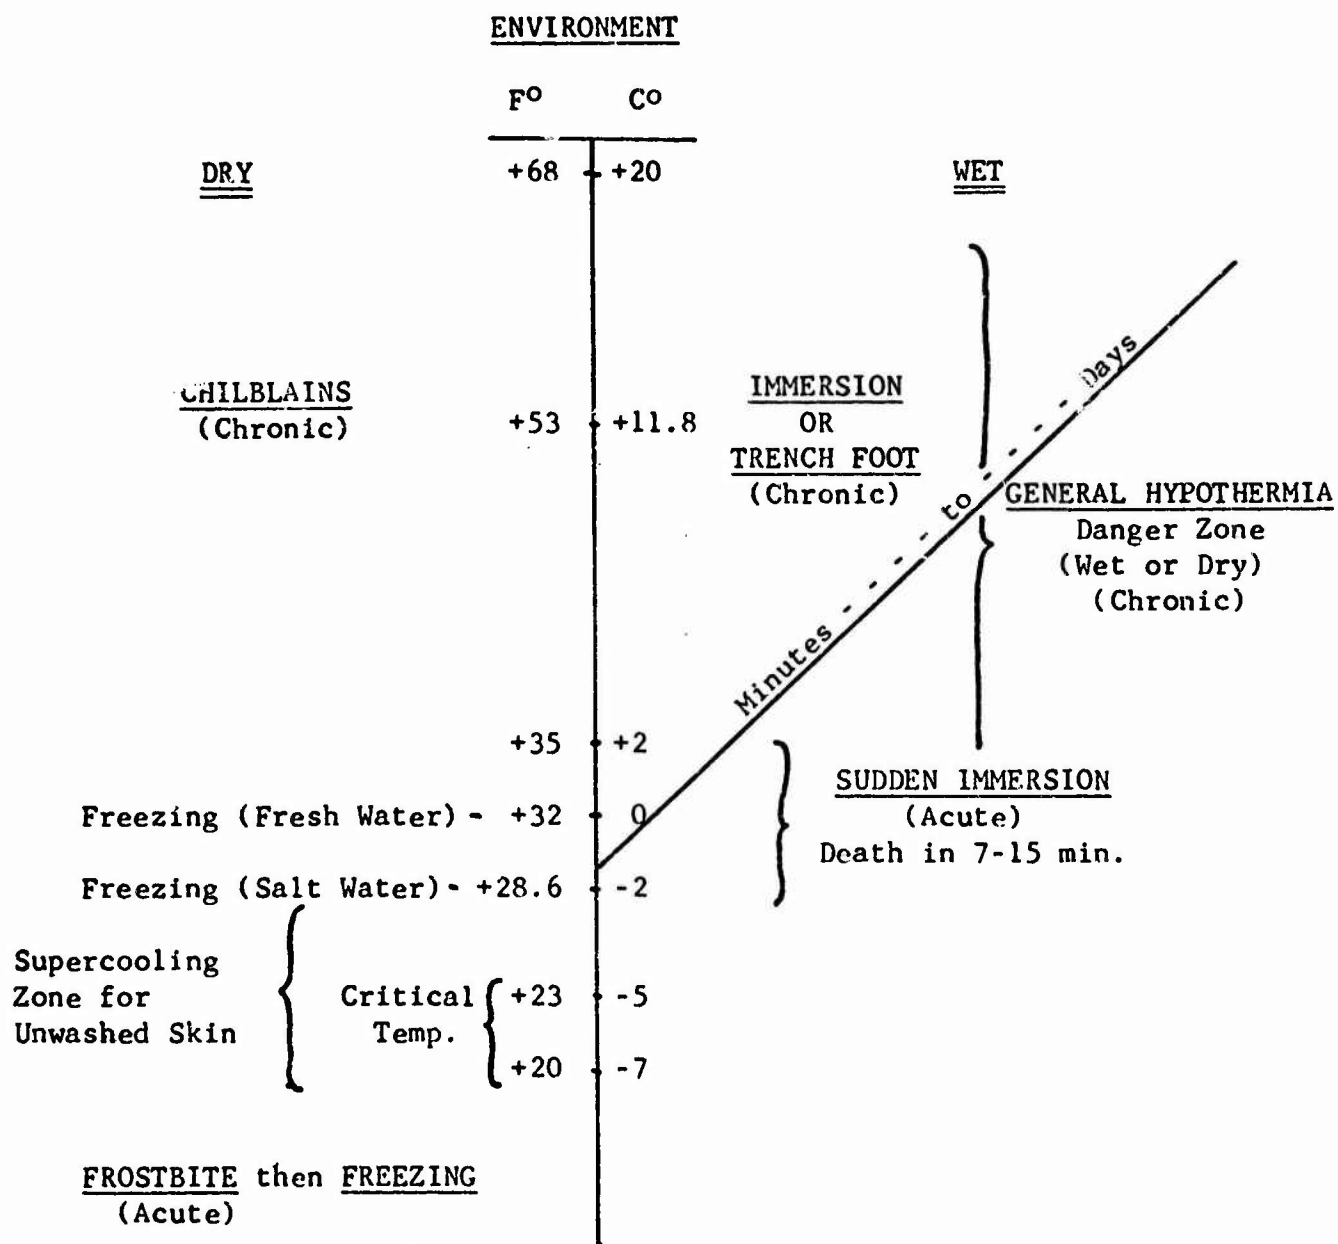 ENVIRONMENT
F° C°
DRY +68 +20 WET
CHILBLAINS
(Chronic)
+53 +11.8
IMMERSION
OR
TRENCH FOOT
(Chronic)
Minutes - - - to - - - Days
GENERAL HYPOTHERMIA
Danger Zone
(Wet or Dry)
(Chronic)
+35 +2
SUDDEN IMMERSION
(Acute)
Death in 7-15 min.
Freezing (Fresh Water) - +32 0
Freezing (Salt Water) - +28.6 -2
Supercooling
Zone for
Unwashed Skin
Critical
Temp.
+23 -5
+20 -7
FROSTBITE then FREEZING
(Acute)